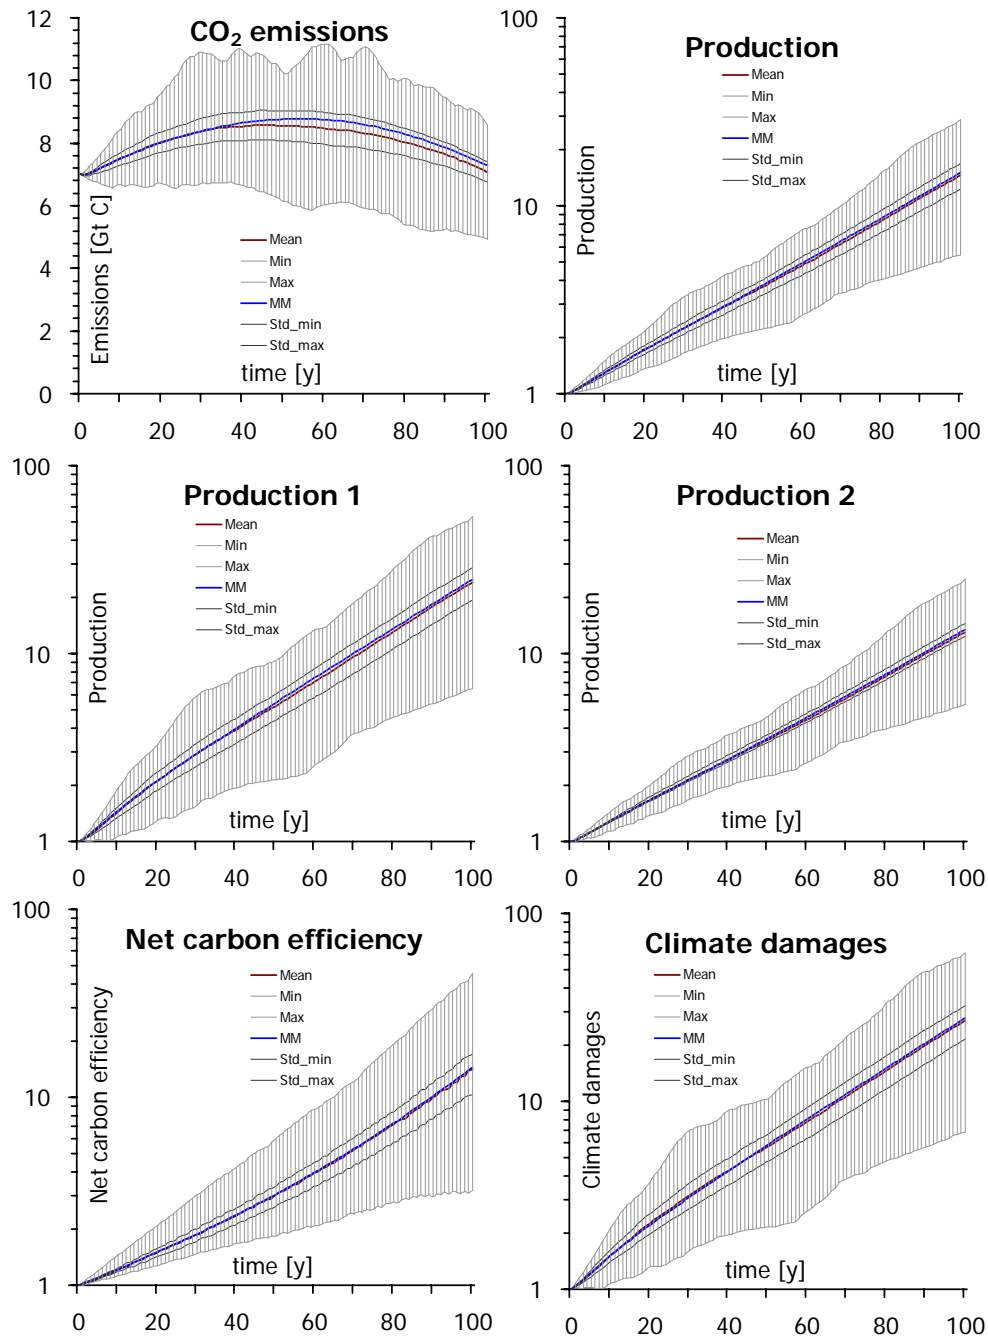 CO2 emissions
12
10
8
6
4
2
0
Emissions [Gt C]
Mean
Min
Max
MM
Std_min
Std_max
time [y]
0 20 40 60 80 100
Production
100
10
1
Production
Mean
Min
Max
MM
Std_min
Std_max
time [y]
0 20 40 60 80 100
Production 1
100
10
1
Production
Mean
Min
Max
MM
Std_min
Std_max
time [y]
0 20 40 60 80 100
Production 2
100
10
1
Production
Mean
Min
Max
MM
Std_min
Std_max
time [y]
0 20 40 60 80 100
Net carbon efficiency
100
10
1
Net carbon efficiency
Mean
Min
Max
MM
Std_min
Std_max
time [y]
0 20 40 60 80 100
Climate damages
100
10
1
Climate damages
Mean
Min
Max
MM
Std_min
Std_max
time [y]
0 20 40 60 80 100